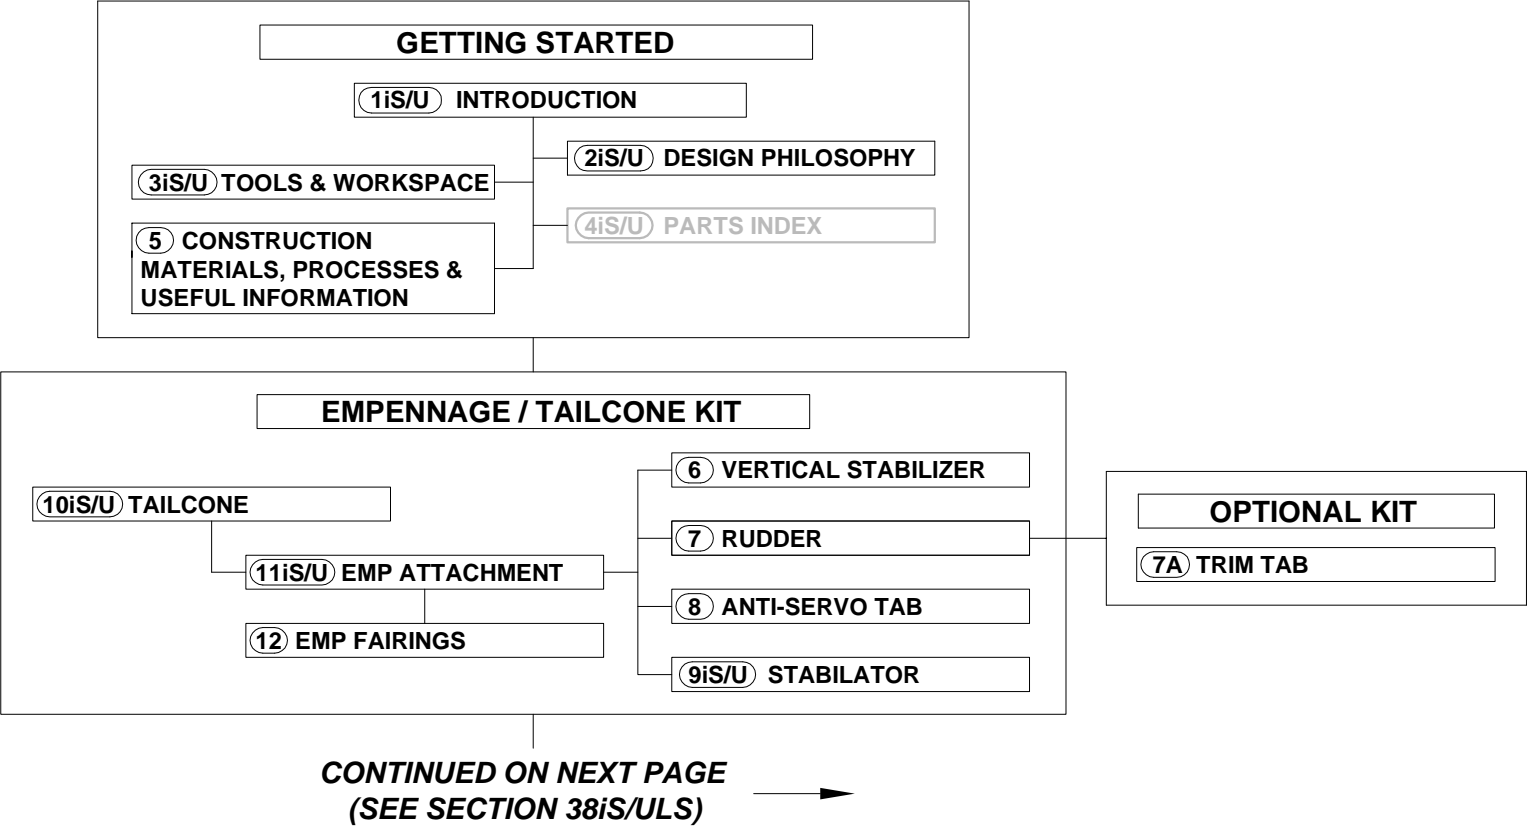 GETTING STARTED
1iS/U INTRODUCTION
2iS/U DESIGN PHILOSOPHY
3iS/U TOOLS & WORKSPACE
4iS/U PARTS INDEX
5 CONSTRUCTION
MATERIALS, PROCESSES &
USEFUL INFORMATION
EMPENNAGE / TAILCONE KIT
6 VERTICAL STABILIZER
10iS/U TAILCONE
7 RUDDER
11iS/U EMP ATTACHMENT
8 ANTI-SERVO TAB
12 EMP FAIRINGS
9iS/U STABILATOR
OPTIONAL KIT
7A TRIM TAB
CONTINUED ON NEXT PAGE
(SEE SECTION 38iS/ULS)